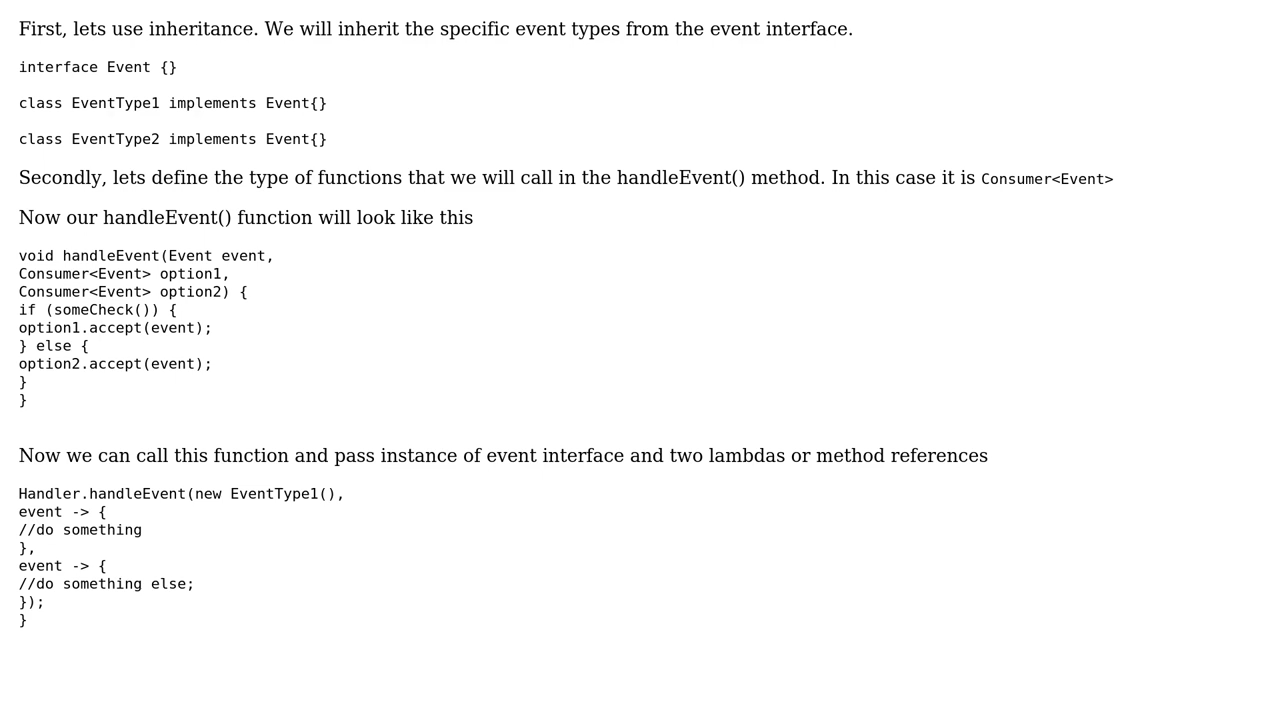 First, lets use inheritance. We will inherit the specific event types from the event interface.
interface Event {}
class EventType1 implements Event{}
class EventType2 implements Event{}
Secondly, lets define the type of functions that we will call in the handleEvent() method. In this case it is Consumer<Event>
Now our handleEvent() function will look like this
void handleEvent(Event event,
Consumer<Event> option1,
Consumer<Event> option2) {
if (someCheck()) {
option1.accept(event);
} else {
option2.accept(event);
}
}
Now we can call this function and pass instance of event interface and two lambdas or method references
Handler.handleEvent(new EventType1(),
event -> {
//do something
},
event -> {
//do something else;
});
}